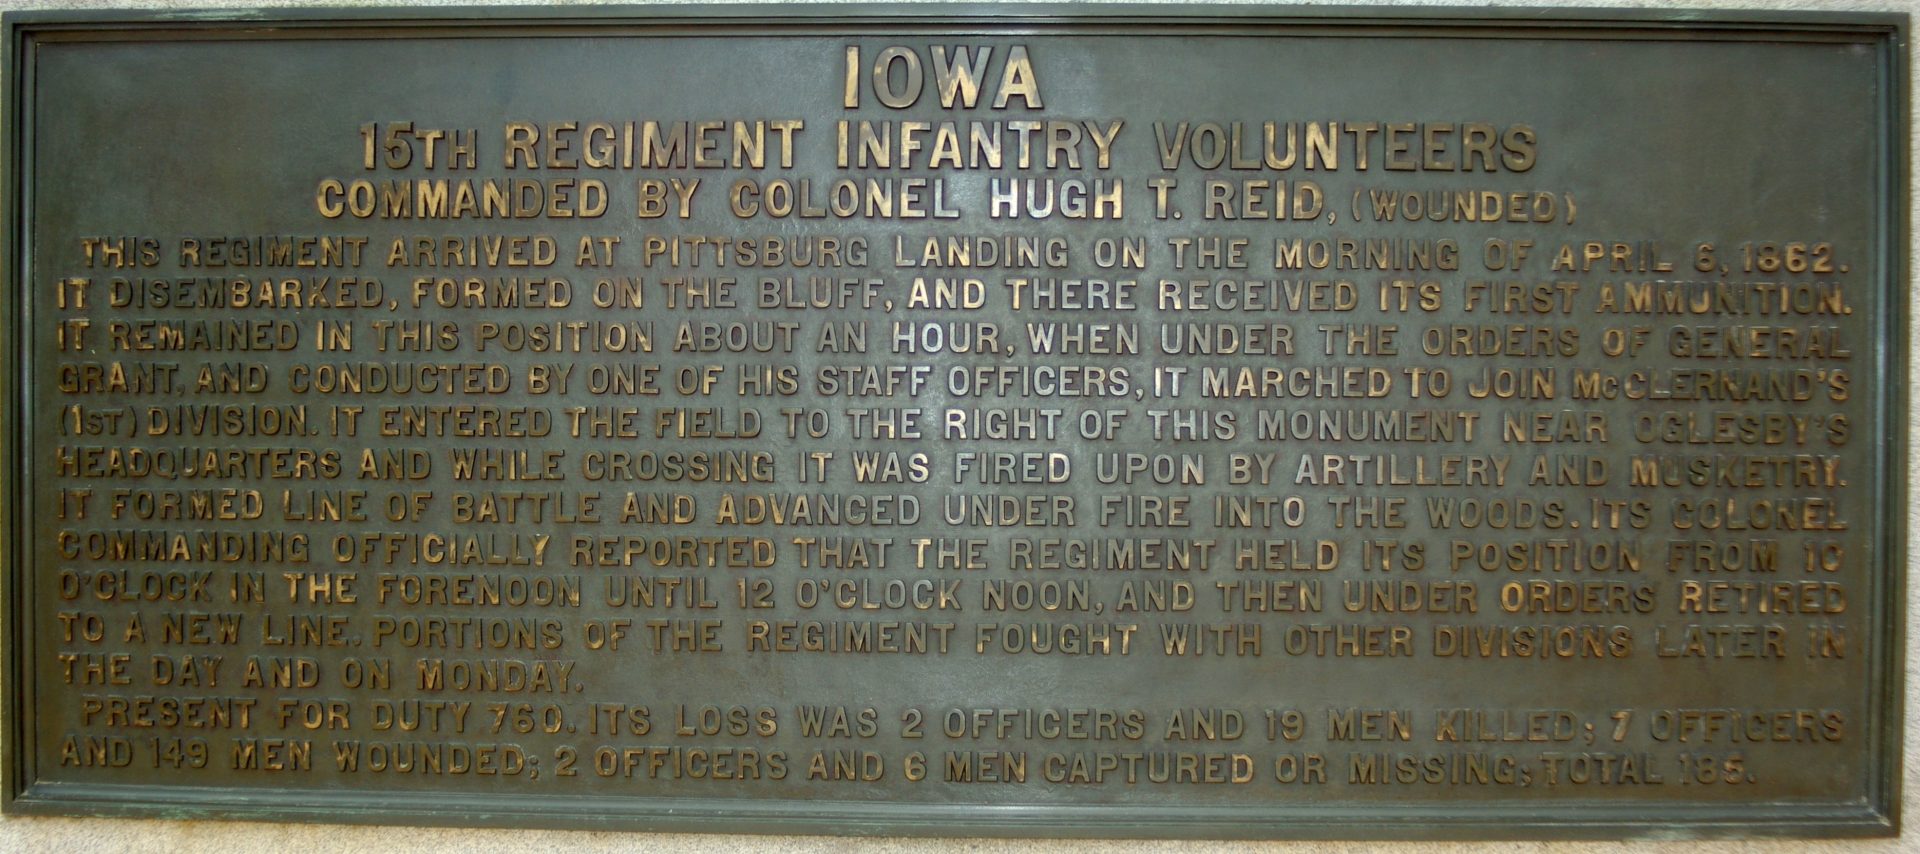 IOWA
15TH REGIMENT INFANTRY VOLUNTEERS
COMMANDED BY COLONEL HUGH T. REID, (WOUNDED)
THIS REGIMENT ARRIVED AT PITTSBURG LANDING ON THE MORNING OF APRIL 6, 1862.
IT DISEMBARKED, FORMED ON THE BLUFF, AND THERE RECEIVED ITS FIRST AMMUNITION.
IT REMAINED IN THIS POSITION ABOUT AN HOUR, WHEN UNDER THE ORDERS OF GENERAL
GRANT, AND CONDUCTED BY ONE OF HIS STAFF OFFICERS, IT MARCHED TO JOIN McCLERNAND'S
(1ST) DIVISION. IT ENTERED THE FIELD TO THE RIGHT OF THIS MONUMENT NEAR OGLESBY'S
HEADQUARTERS AND WHILE CROSSING IT WAS FIRED UPON BY ARTILLERY AND MUSKETRY.
IT FORMED LINE OF BATTLE AND ADVANCED UNDER FIRE INTO THE WOODS. ITS COLONEL
COMMANDING OFFICIALLY REPORTED THAT THE REGIMENT HELD ITS POSITION FROM 10
O'CLOCK IN THE FORENOON UNTIL 12 O'CLOCK NOON, AND THEN UNDER ORDERS RETIRED
TO A NEW LINE. PORTIONS OF THE REGIMENT FOUGHT WITH OTHER DIVISIONS LATER IN
THE DAY AND ON MONDAY.
PRESENT FOR DUTY 760. ITS LOSS WAS 2 OFFICERS AND 19 MEN KILLED; 7 OFFICERS
AND 149 MEN WOUNDED; 2 OFFICERS AND 6 MEN CAPTURED OR MISSING; TOTAL 185.